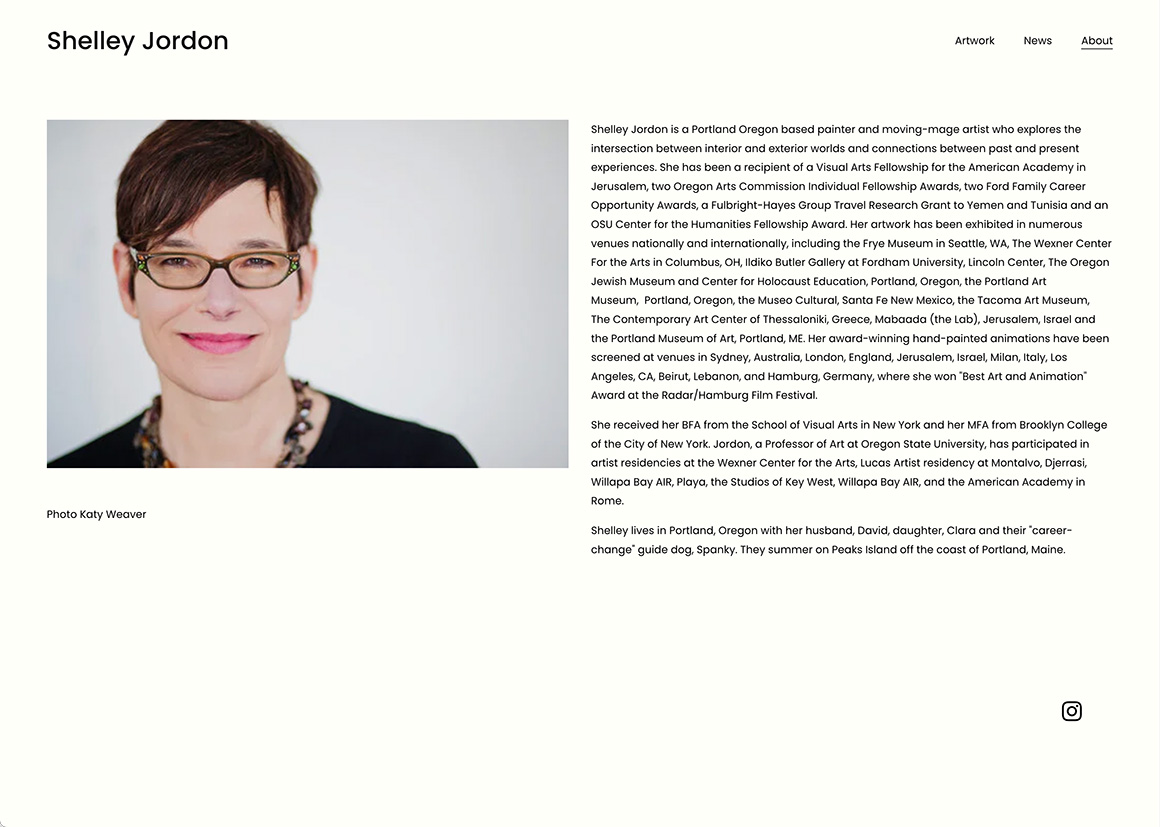 Shelley Jordon
Artwork
News
About
Shelley Jordon is a Portland Oregon based painter and moving-mage artist who explores the
intersection between interior and exterior worlds and connections between past and present
experiences. She has been a recipient of a Visual Arts Fellowship for the American Academy in
Jerusalem, two Oregon Arts Commission Individual Fellowship Awards, two Ford Family Career
Opportunity Awards, a Fulbright-Hayes Group Travel Research Grant to Yemen and Tunisia and an
OSU Center for the Humanities Fellowship Award. Her artwork has been exhibited in numerous
venues nationally and internationally, including the Frye Museum in Seattle, WA, The Wexner Center
For the Arts in Columbus, OH, Ildiko Butler Gallery at Fordham University, Lincoln Center, The Oregon
Jewish Museum and Center for Holocaust Education, Portland, Oregon, the Portland Art
Museum,  Portland, Oregon, the Museo Cultural, Santa Fe New Mexico, the Tacoma Art Museum,
The Contemporary Art Center of Thessaloniki, Greece, Mabaada (the Lab), Jerusalem, Israel and
the Portland Museum of Art, Portland, ME. Her award-winning hand-painted animations have been
screened at venues in Sydney, Australia, London, England, Jerusalem, Israel, Milan, Italy, Los
Angeles, CA, Beirut, Lebanon, and Hamburg, Germany, where she won "Best Art and Animation"
Award at the Radar/Hamburg Film Festival.
She received her BFA from the School of Visual Arts in New York and her MFA from Brooklyn College
of the City of New York. Jordon, a Professor of Art at Oregon State University, has participated in
artist residencies at the Wexner Center for the Arts, Lucas Artist residency at Montalvo, Djerrasi,
Willapa Bay AIR, Playa, the Studios of Key West, Willapa Bay AIR, and the American Academy in
Rome.
Shelley lives in Portland, Oregon with her husband, David, daughter, Clara and their "career-
change" guide dog, Spanky. They summer on Peaks Island off the coast of Portland, Maine.
Photo Katy Weaver